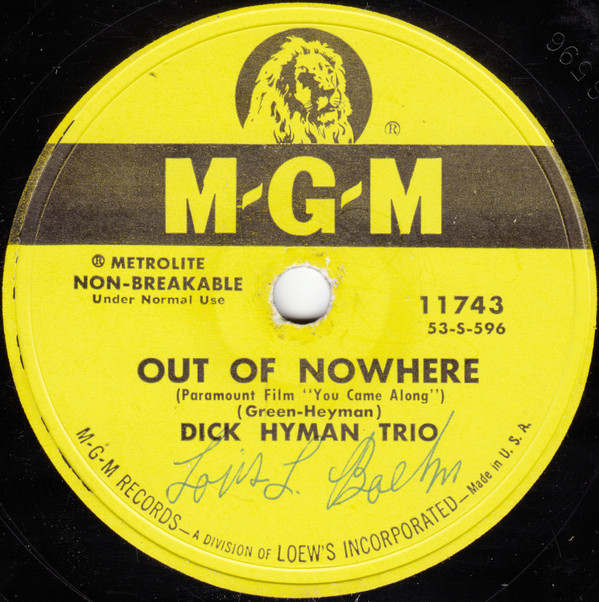 ®
M-G-M
® METROLITE
NON-BREAKABLE
Under Normal Use
11743
53-S-596
OUT OF NOWHERE
(Paramount Film "You Came Along")
(Green-Heyman)
DICK HYMAN TRIO
Lois L. Boehm
M-G-M RECORDS—A DIVISION OF LOEW'S INCORPORATED—Made in U. S. A.